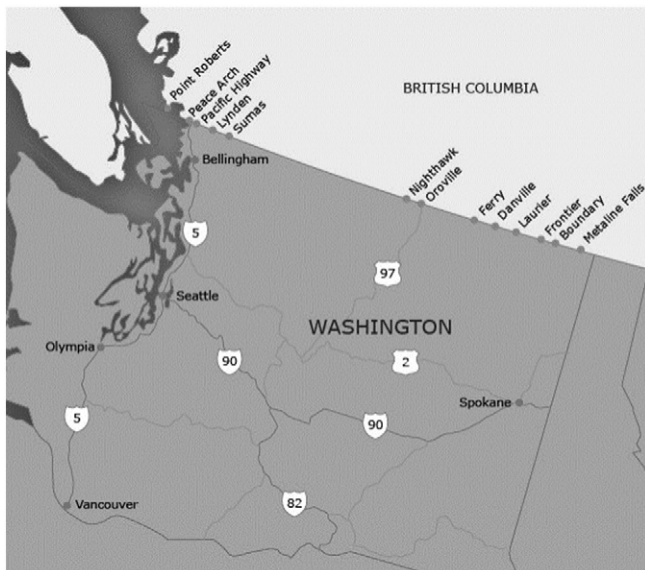 Point Roberts
Peace Arch
Pacific Highway
Lynden
Sumas
BRITISH COLUMBIA
Bellingham
Nighthawk
Oroville
Ferry
Danville
Laurier
Frontier
Boundary
Metaline Falls
5
97
Seattle
WASHINGTON
Olympia
90
2
Spokane
5
90
82
Vancouver